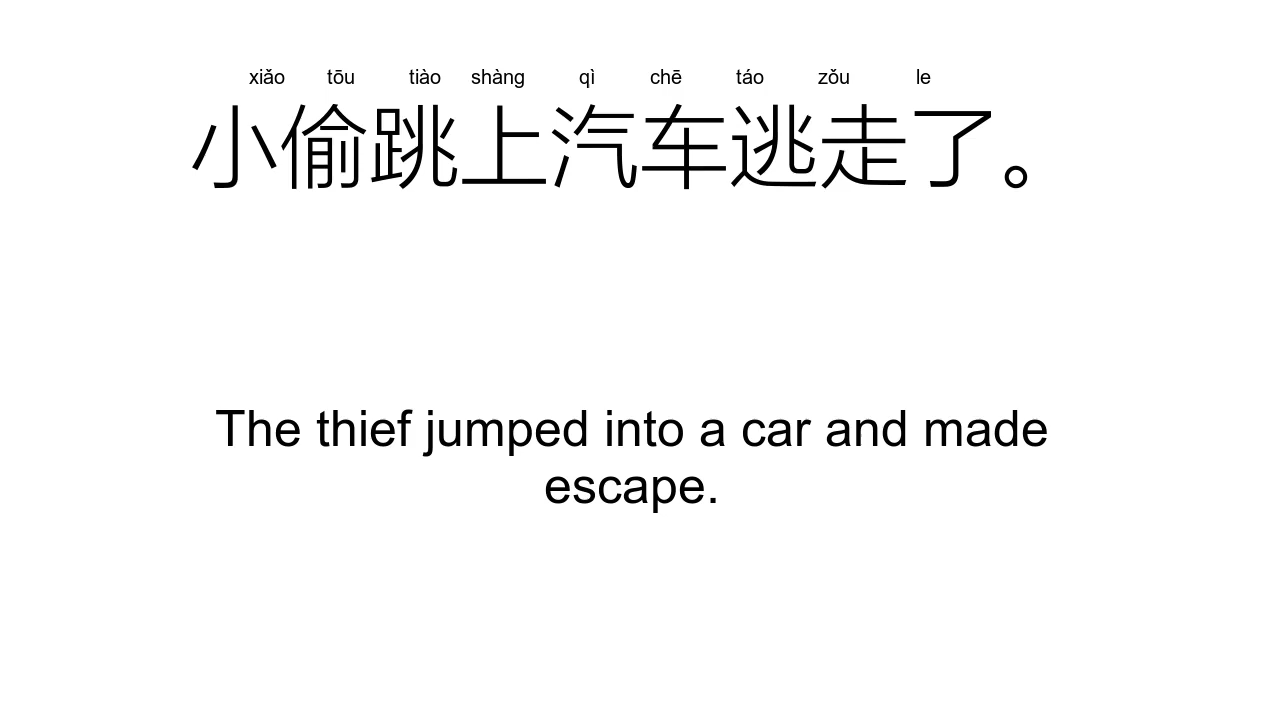 xiǎo tōu tiào shàng qì chē táo zǒu le
小偷跳上汽车逃走了。
The thief jumped into a car and made
escape.